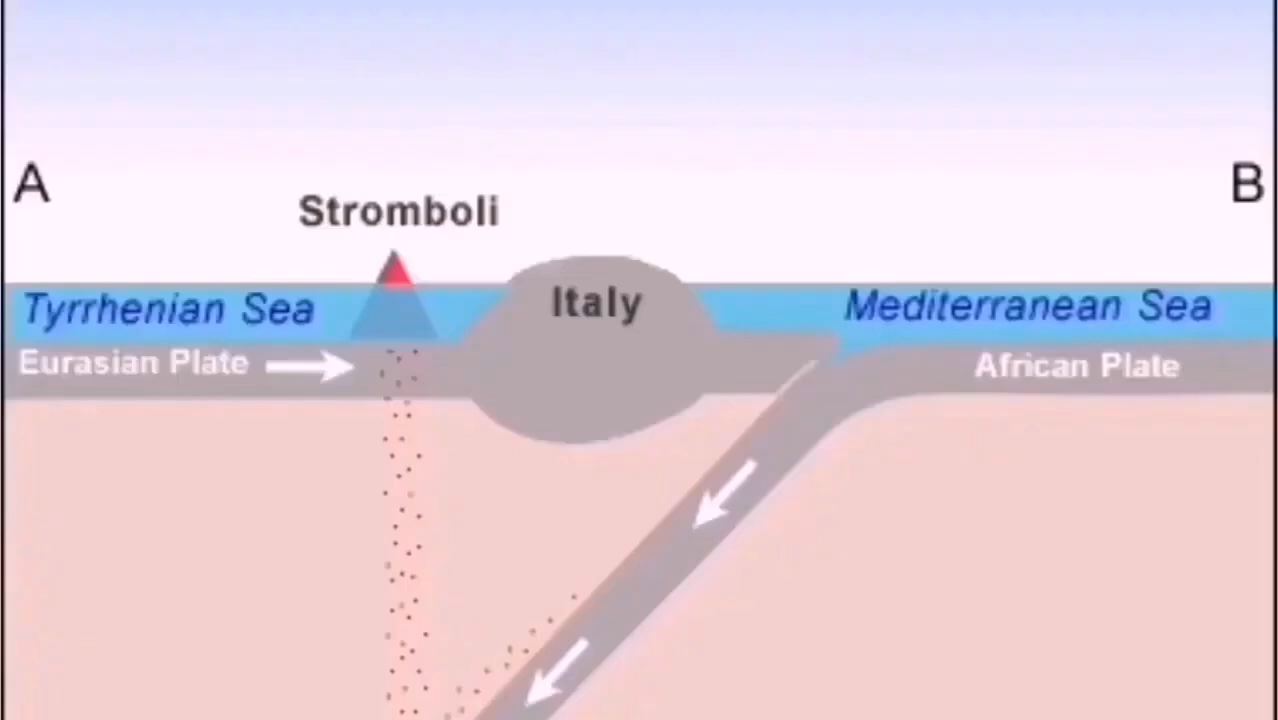 A
B
Stromboli
Italy
Tyrrhenian Sea
Mediterranean Sea
Eurasian Plate
African Plate